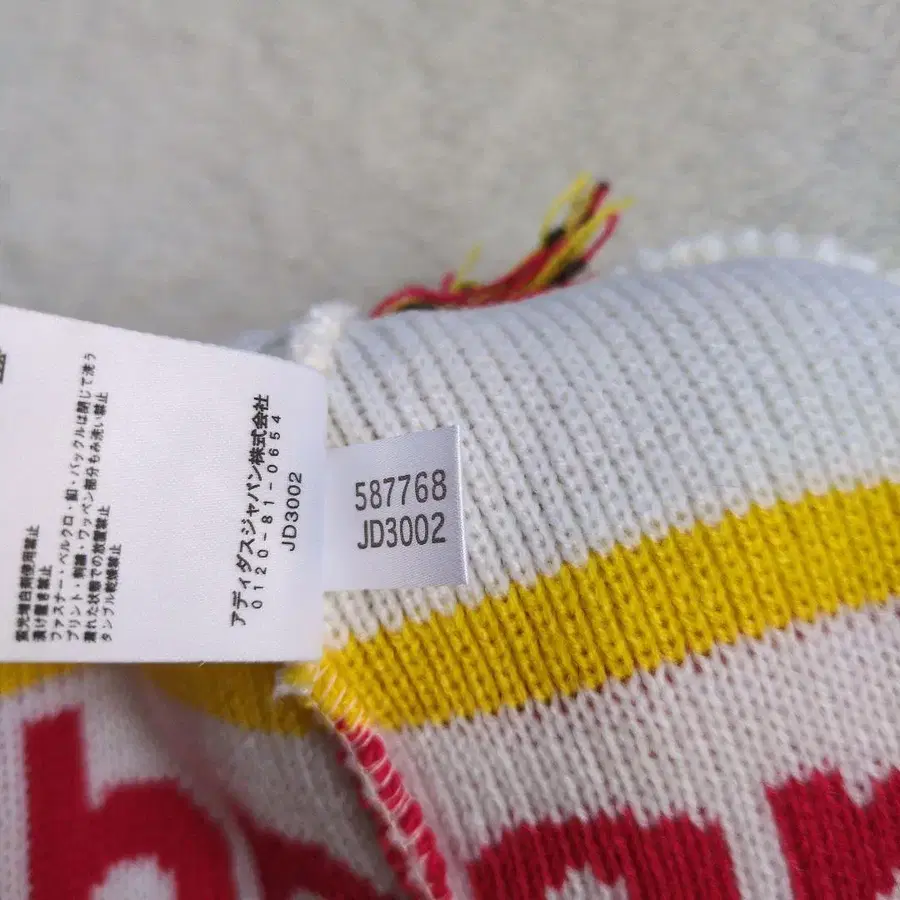 蛍光増白剤使用禁止
漬け置き禁止
ファスナー・ベルクロ・釦・バックルは閉じて洗う
プリント・刺繍・ワッペン部分もみ洗い禁止
濡れた状態での放置禁止
タンブル乾燥禁止
アディダスジャパン株式会社
0120-81-0654
JD3002
587768
JD3002